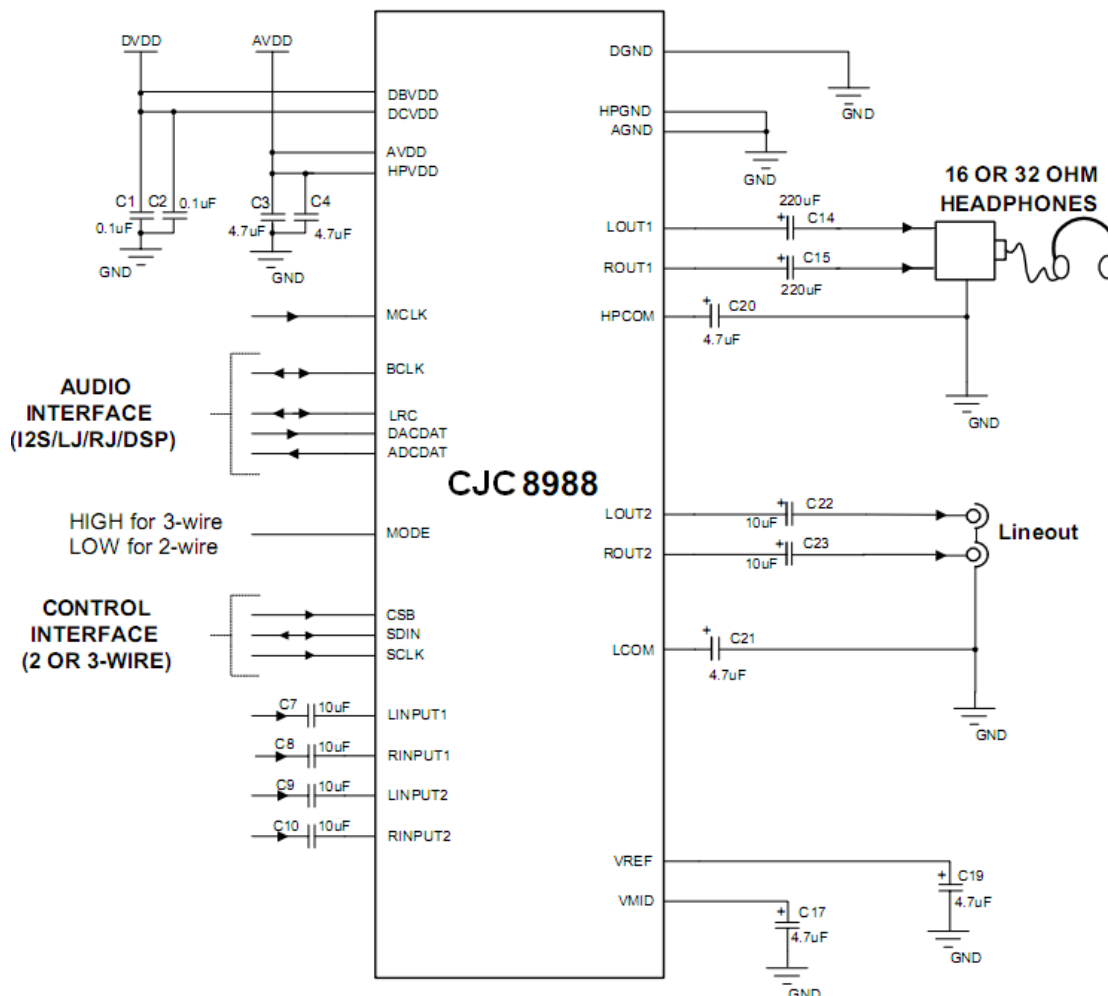 DVDD
AVDD
DBVDD
DCVDD
AVDD
HPVDD
C1
C2
0.1uF
0.1uF
C3
C4
4.7uF
4.7uF
GND
GND
MCLK
AUDIO
INTERFACE
(I2S/LJ/RJ/DSP)
BCLK
LRC
DACDAT
ADCDAT
HIGH for 3-wire
LOW for 2-wire
MODE
CONTROL
INTERFACE
(2 OR 3-WIRE)
CSB
SDIN
SCLK
C7
10uF
LINPUT1
C8
10uF
RINPUT1
C9
10uF
LINPUT2
C10
10uF
RINPUT2
CJC 8988
DGND
GND
HPGND
AGND
GND
16 OR 32 OHM
HEADPHONES
220uF
LOUT1
+
C14
ROUT1
+
C15
220uF
HPCOM
+
C20
4.7uF
GND
LOUT2
+
C22
10uF
Lineout
ROUT2
+
C23
10uF
LCOM
+
C21
4.7uF
GND
VREF
+
C19
4.7uF
GND
VMID
+
C17
4.7uF
GND